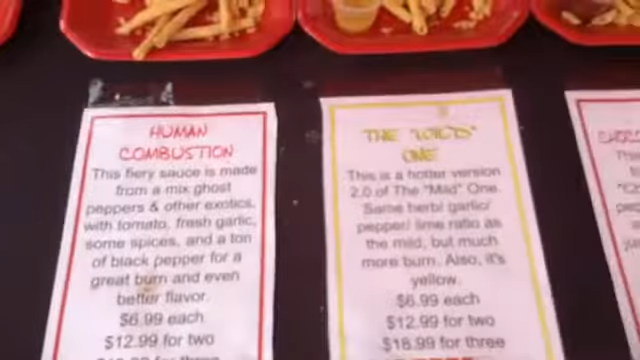 HUMAN
COMBUSTION
This fiery sauce is made
from a mix ghost
peppers & other exotics,
with tomato, fresh garlic,
some spices, and a ton
of black pepper for a
great burn and even
better flavor.
$6.99 each
$12.99 for two
for three
THE
ONE
This is a hotter version
2.0 of The "Mild" One.
Same herb/ garlic/
pepper/ lime ratio as
the mild, but much
more burn. Also, it's
yellow.
$6.99 each
$12.99 for two
$18.99 for three